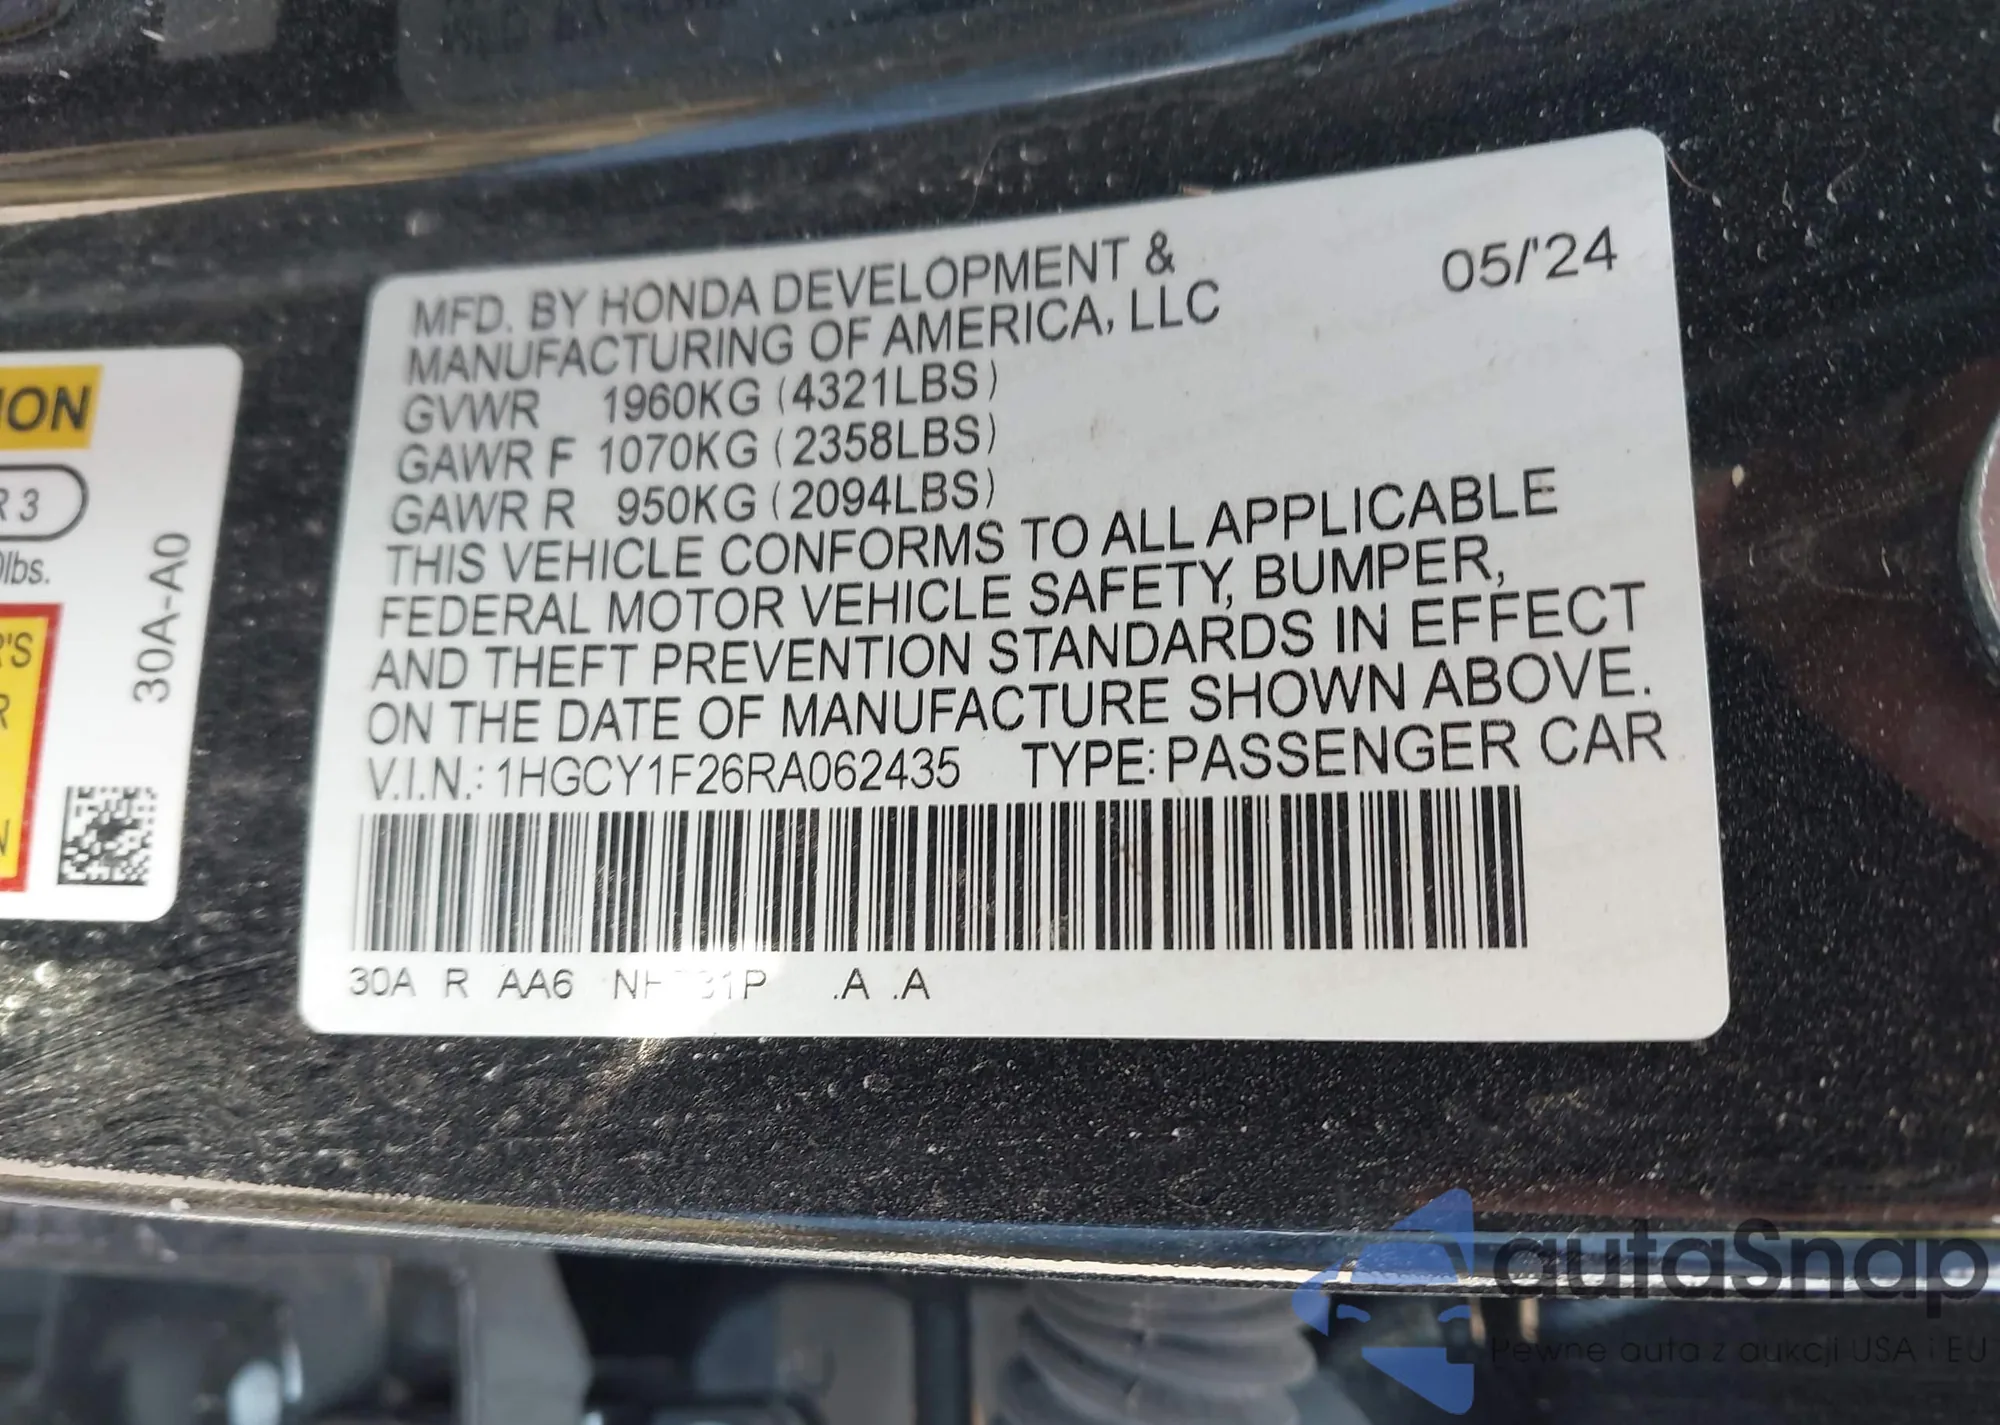 MFD. BY HONDA DEVELOPMENT &
MANUFACTURING OF AMERICA, LLC
05/'24
GVWR 1960KG (4321LBS)
GAWR F 1070KG (2358LBS)
GAWR R 950KG (2094LBS)
THIS VEHICLE CONFORMS TO ALL APPLICABLE
FEDERAL MOTOR VEHICLE SAFETY, BUMPER,
AND THEFT PREVENTION STANDARDS IN EFFECT
ON THE DATE OF MANUFACTURE SHOWN ABOVE.
V.I.N.: 1HGCY1F26RA062435 TYPE: PASSENGER CAR
30A R AA6 .A .A
ION
R 3
lbs.
30A-A0
R'S
R
N
autaSnap
Pewne auta z aukcji USA i EU